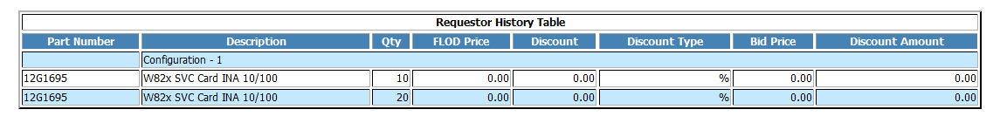 Requestor History Table
Part Number Description Qty FLOD Price Discount Discount Type Bid Price Discount Amount
Configuration - 1
12G1695 W82x SVC Card INA 10/100 10 0.00 0.00 % 0.00 0.00
12G1695 W82x SVC Card INA 10/100 20 0.00 0.00 % 0.00 0.00